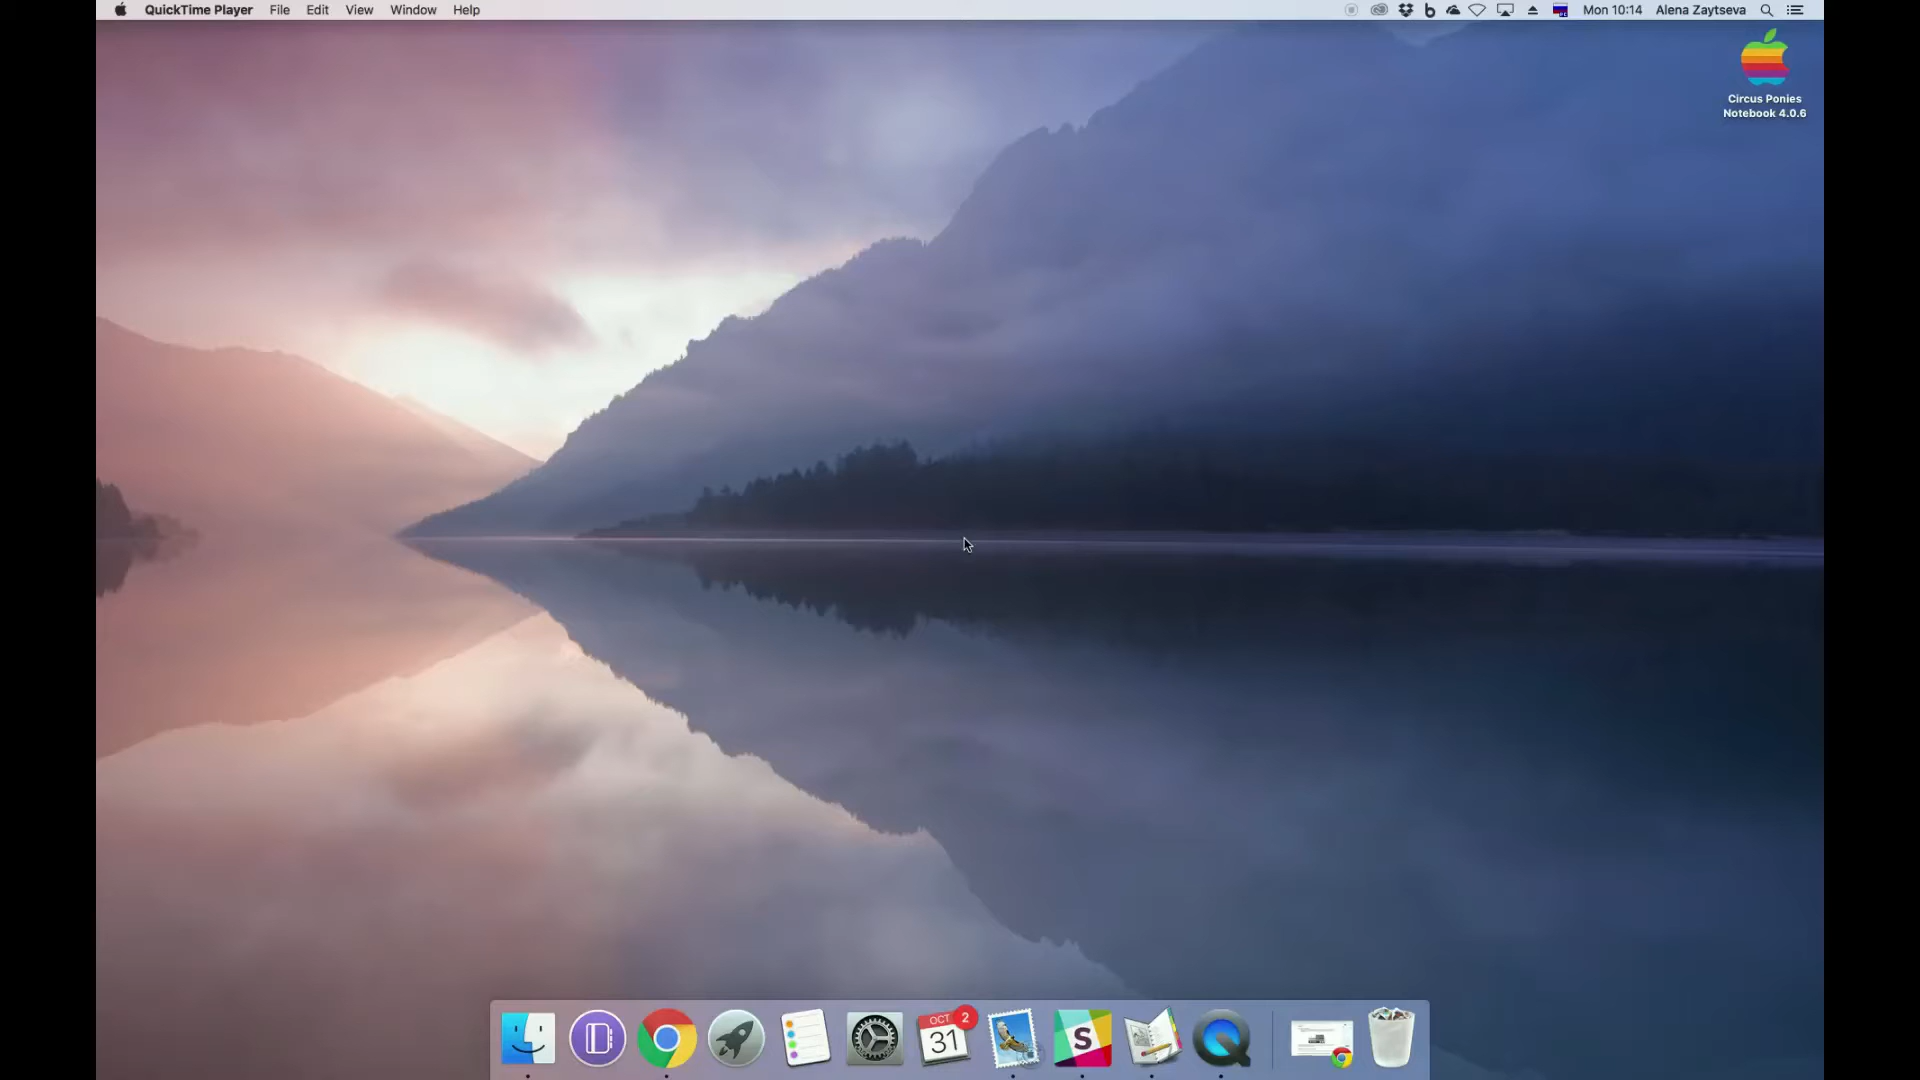 QuickTime Player File Edit View Window Help Mon 10:14 Alena Zaytseva
Circus Ponies
Notebook 4.0.6
OCT 2
31
S